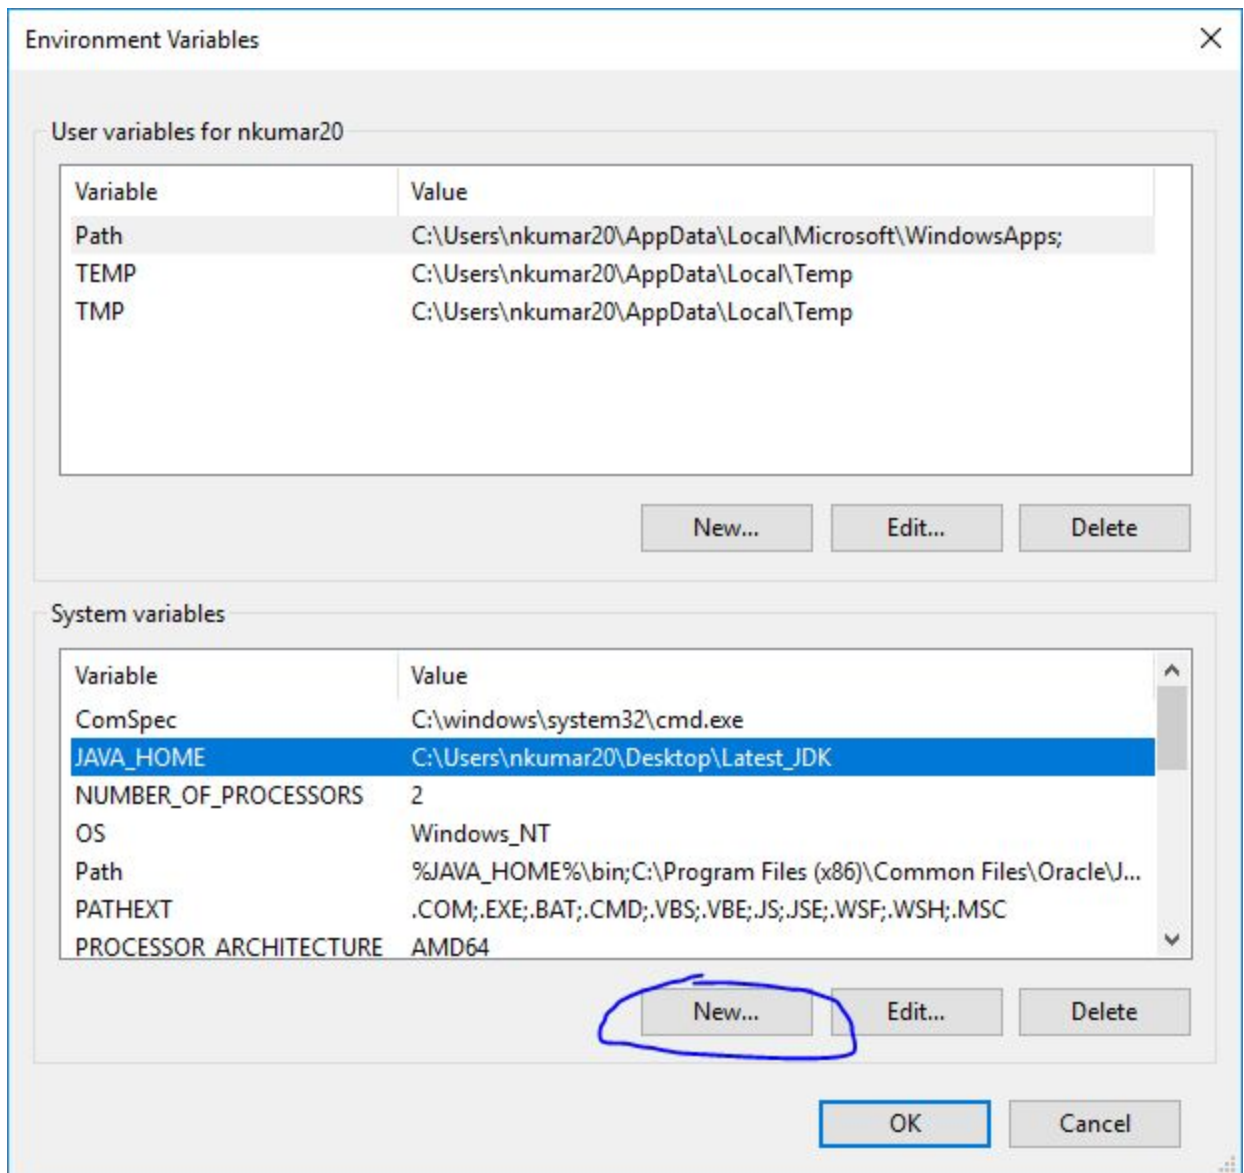 Environment Variables
User variables for nkumar20
Variable Value
Path C:\Users\nkumar20\AppData\Local\Microsoft\WindowsApps;
TEMP C:\Users\nkumar20\AppData\Local\Temp
TMP C:\Users\nkumar20\AppData\Local\Temp
New... Edit... Delete
System variables
Variable Value
ComSpec C:\windows\system32\cmd.exe
JAVA_HOME C:\Users\nkumar20\Desktop\Latest_JDK
NUMBER_OF_PROCESSORS 2
OS Windows_NT
Path %JAVA_HOME%\bin;C:\Program Files (x86)\Common Files\Oracle\J...
PATHEXT .COM;.EXE;.BAT;.CMD;.VBS;.VBE;.JS;.JSE;.WSF;.WSH;.MSC
PROCESSOR_ARCHITECTURE AMD64
New... Edit... Delete
OK Cancel